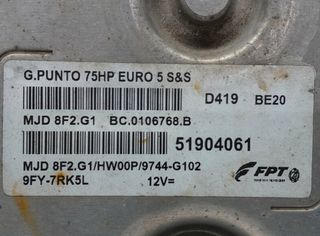 G.PUNTO 75HP EURO 5 S&S
D419 BE20
MJD 8F2.G1 BC.0106768.B
51904061
MJD 8F2.G1/HW00P/9744-G102
9FY-7RK5L 12V=
FPT